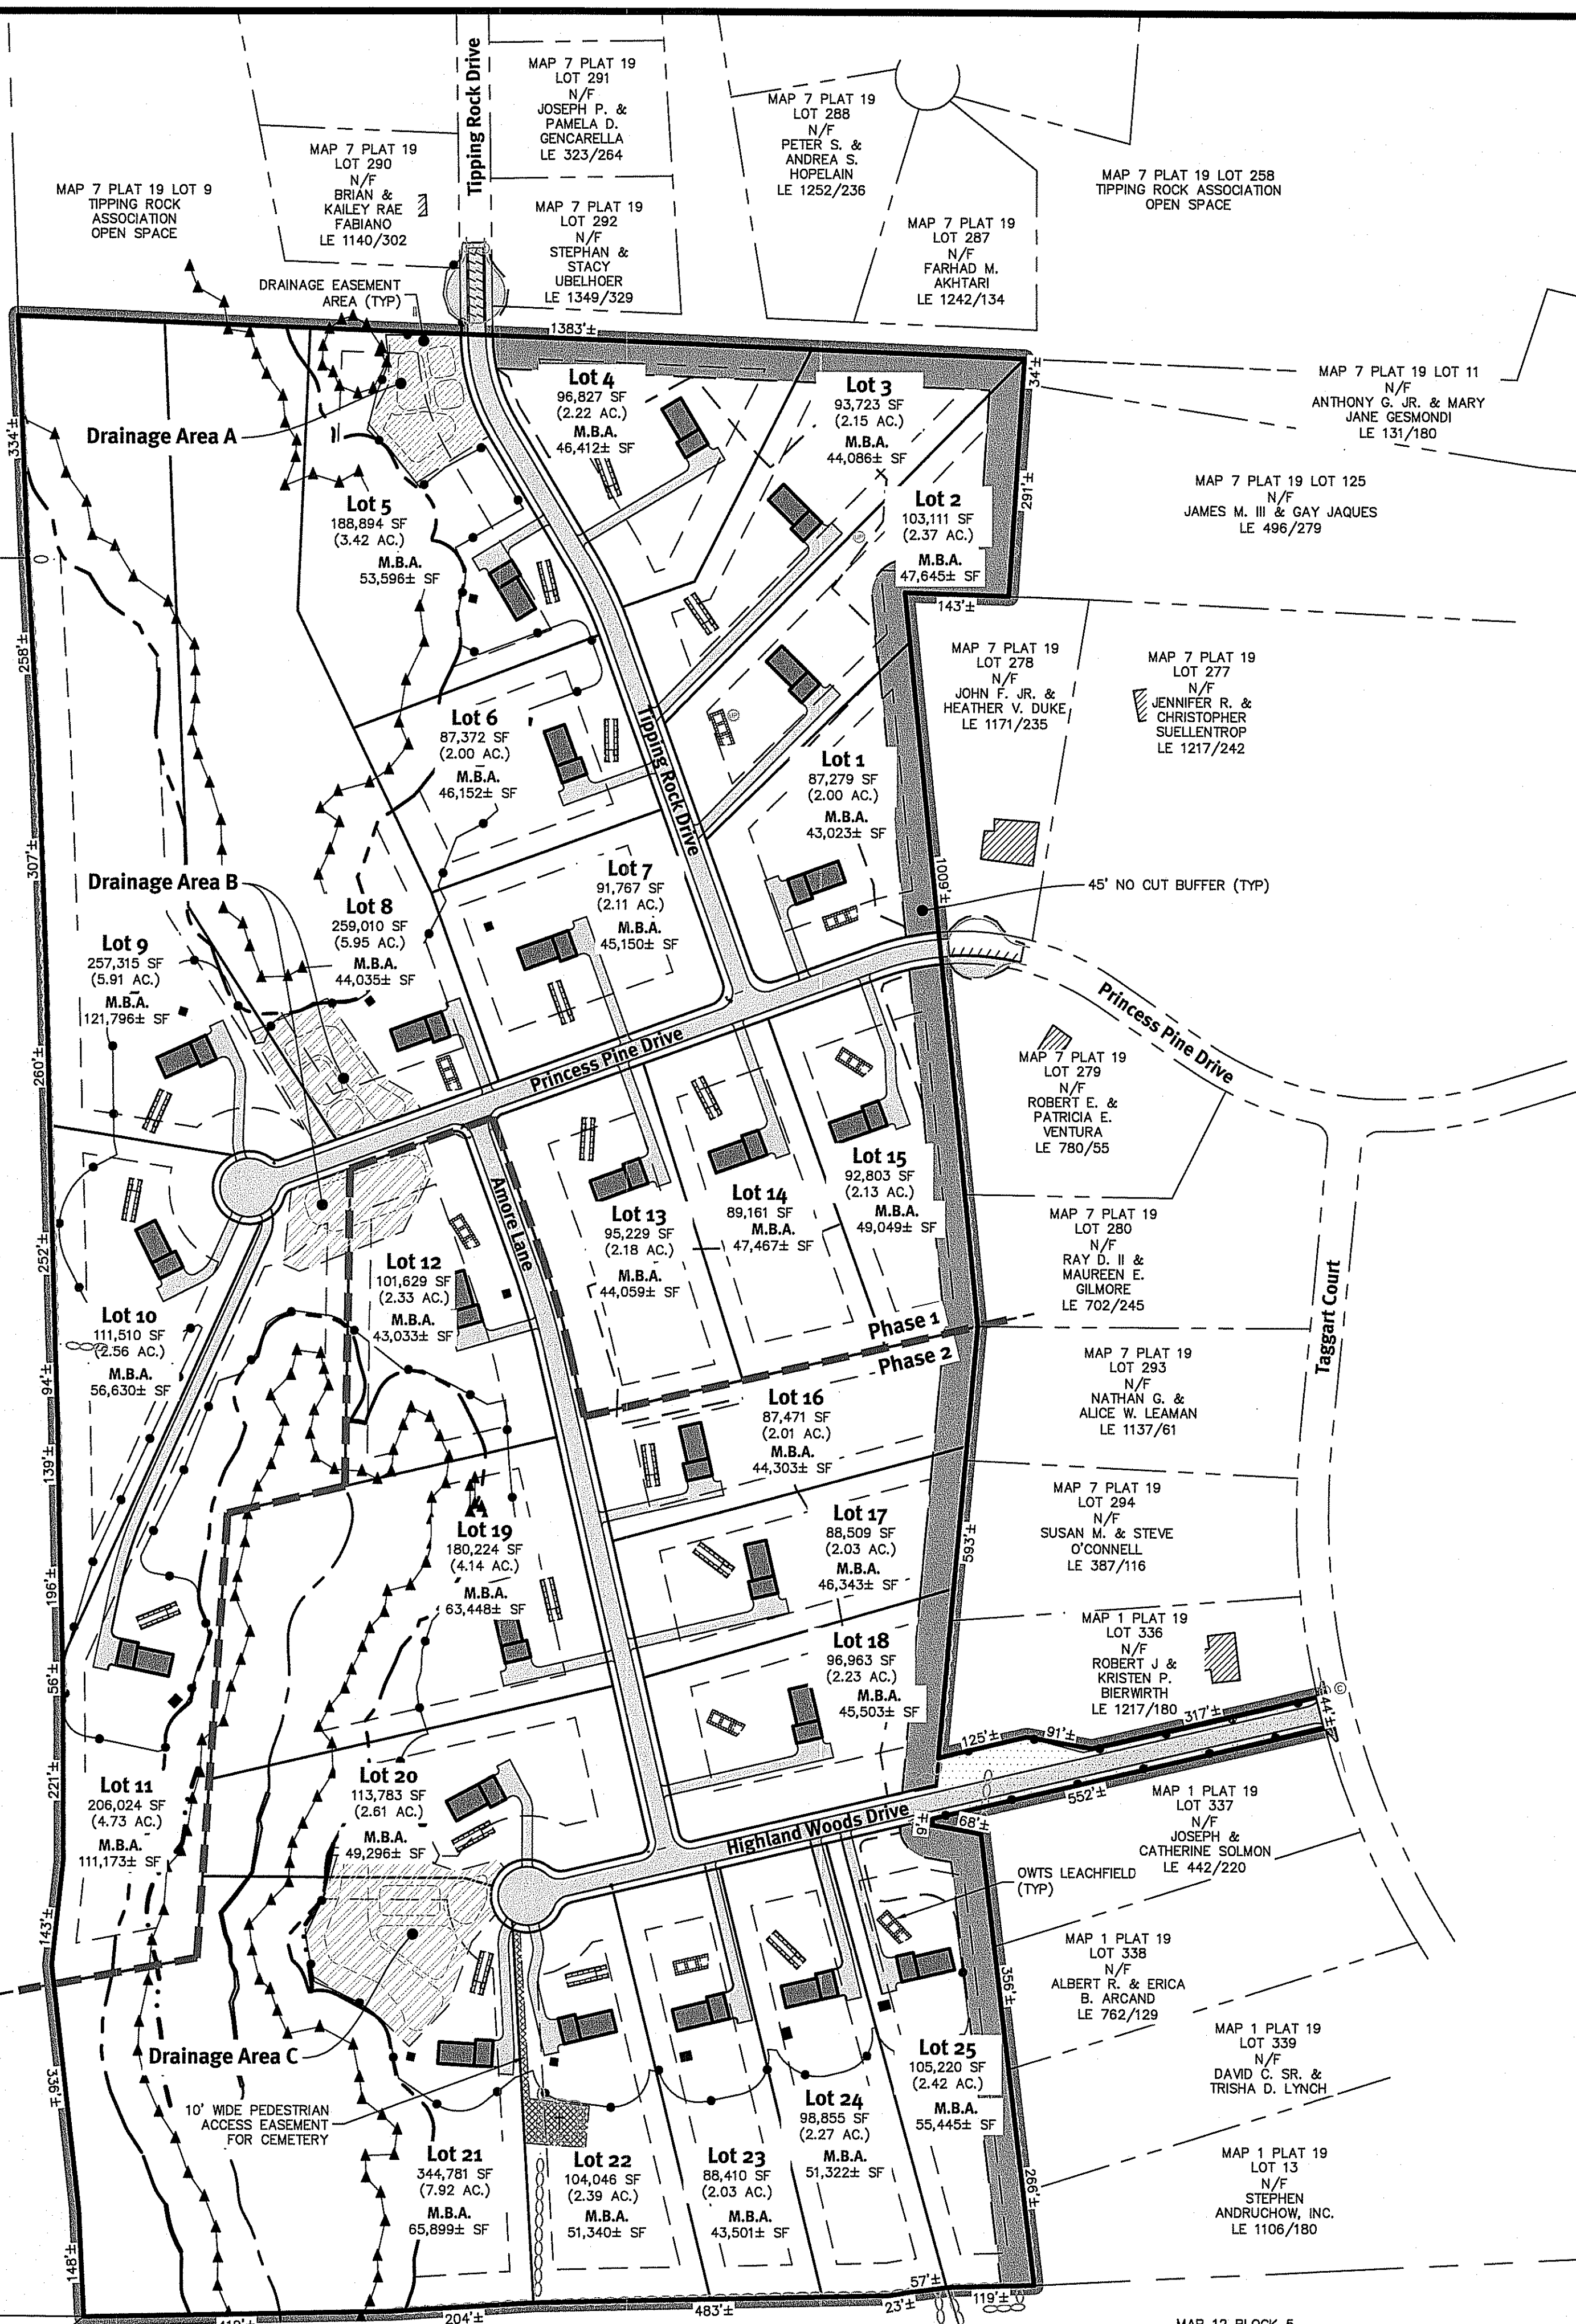 Tipping Rock Drive
MAP 7 PLAT 19
LOT 291
N/F
JOSEPH P. &
PAMELA D.
GENCARELLA
LE 323/264
MAP 7 PLAT 19
LOT 288
N/F
PETER S. &
ANDREA S.
HOPELAIN
LE 1252/236
MAP 7 PLAT 19
LOT 290
N/F
BRIAN &
KAILEY RAE
FABIANO
LE 1140/302
MAP 7 PLAT 19 LOT 9
TIPPING ROCK
ASSOCIATION
OPEN SPACE
MAP 7 PLAT 19
LOT 292
N/F
STEPHAN &
STACY
UBELHOER
LE 1349/329
MAP 7 PLAT 19
LOT 287
N/F
FARHAD M.
AKHTARI
LE 1242/134
MAP 7 PLAT 19 LOT 258
TIPPING ROCK ASSOCIATION
OPEN SPACE
DRAINAGE EASEMENT
AREA (TYP)
1383'±
34'±
334'±
Drainage Area A
Lot 4
96,827 SF
(2.22 AC.)
M.B.A.
46,412± SF
Lot 3
93,723 SF
(2.15 AC.)
M.B.A.
44,086± SF
MAP 7 PLAT 19 LOT 11
N/F
ANTHONY G. JR. & MARY
JANE GESMONDI
LE 131/180
Lot 5
188,894 SF
(3.42 AC.)
M.B.A.
53,596± SF
Lot 2
103,111 SF
(2.37 AC.)
M.B.A.
47,645± SF
291'±
MAP 7 PLAT 19 LOT 125
N/F
JAMES M. III & GAY JAQUES
LE 496/279
143'±
258'±
MAP 7 PLAT 19
LOT 278
N/F
JOHN F. JR. &
HEATHER V. DUKE
LE 1171/235
MAP 7 PLAT 19
LOT 277
N/F
JENNIFER R. &
CHRISTOPHER
SUELLENTROP
LE 1217/242
Lot 6
87,372 SF
(2.00 AC.)
M.B.A.
46,152± SF
Tipping Rock Drive
Lot 1
87,279 SF
(2.00 AC.)
M.B.A.
43,023± SF
307'±
Drainage Area B
Lot 7
91,767 SF
(2.11 AC.)
M.B.A.
45,150± SF
1009'±
45' NO CUT BUFFER (TYP)
Lot 8
259,010 SF
(5.95 AC.)
M.B.A.
44,035± SF
Lot 9
257,315 SF
(5.91 AC.)
M.B.A.
121,796± SF
Princess Pine Drive
Princess Pine Drive
260'±
MAP 7 PLAT 19
LOT 279
N/F
ROBERT E. &
PATRICIA E.
VENTURA
LE 780/55
Amore Lane
Lot 15
92,803 SF
(2.13 AC.)
M.B.A.
49,049± SF
Lot 14
89,161 SF
M.B.A.
47,467± SF
Lot 13
95,229 SF
(2.18 AC.)
M.B.A.
44,059± SF
252'±
Lot 12
101,629 SF
(2.33 AC.)
M.B.A.
43,033± SF
MAP 7 PLAT 19
LOT 280
N/F
RAY D. II &
MAUREEN E.
GILMORE
LE 702/245
Taggart Court
Lot 10
111,510 SF
(2.56 AC.)
M.B.A.
56,630± SF
Phase 1
Phase 2
94'±
MAP 7 PLAT 19
LOT 293
N/F
NATHAN G. &
ALICE W. LEAMAN
LE 1137/61
Lot 16
87,471 SF
(2.01 AC.)
M.B.A.
44,303± SF
139'±
MAP 7 PLAT 19
LOT 294
N/F
SUSAN M. & STEVE
O'CONNELL
LE 387/116
Lot 17
88,509 SF
(2.03 AC.)
M.B.A.
46,343± SF
593'±
Lot 19
180,224 SF
(4.14 AC.)
M.B.A.
63,448± SF
196'±
MAP 1 PLAT 19
LOT 336
N/F
ROBERT J &
KRISTEN P.
BIERWIRTH
LE 1217/180
Lot 18
96,963 SF
(2.23 AC.)
M.B.A.
45,503± SF
56'±
125'±
91'±
317'±
44'±
Lot 20
113,783 SF
(2.61 AC.)
M.B.A.
49,296± SF
Lot 11
206,024 SF
(4.73 AC.)
M.B.A.
111,173± SF
221'±
Highland Woods Drive
9'±
68'±
552'±
MAP 1 PLAT 19
LOT 337
N/F
JOSEPH &
CATHERINE SOLMON
LE 442/220
OWTS LEACHFIELD
(TYP)
143'±
MAP 1 PLAT 19
LOT 338
N/F
ALBERT R. & ERICA
B. ARCAND
LE 762/129
356'±
Drainage Area C
336'±
10' WIDE PEDESTRIAN
ACCESS EASEMENT
FOR CEMETERY
Lot 25
105,220 SF
(2.42 AC.)
M.B.A.
55,445± SF
MAP 1 PLAT 19
LOT 339
N/F
DAVID C. SR. &
TRISHA D. LYNCH
Lot 24
98,855 SF
(2.27 AC.)
M.B.A.
51,322± SF
Lot 21
344,781 SF
(7.92 AC.)
M.B.A.
65,899± SF
Lot 22
104,046 SF
(2.39 AC.)
M.B.A.
51,340± SF
Lot 23
88,410 SF
(2.03 AC.)
M.B.A.
43,501± SF
266'±
MAP 1 PLAT 19
LOT 13
N/F
STEPHEN
ANDRUCHOW, INC.
LE 1106/180
148'±
204'±
483'±
23'±
57'±
119'±
MAP 12 BLOCK 5